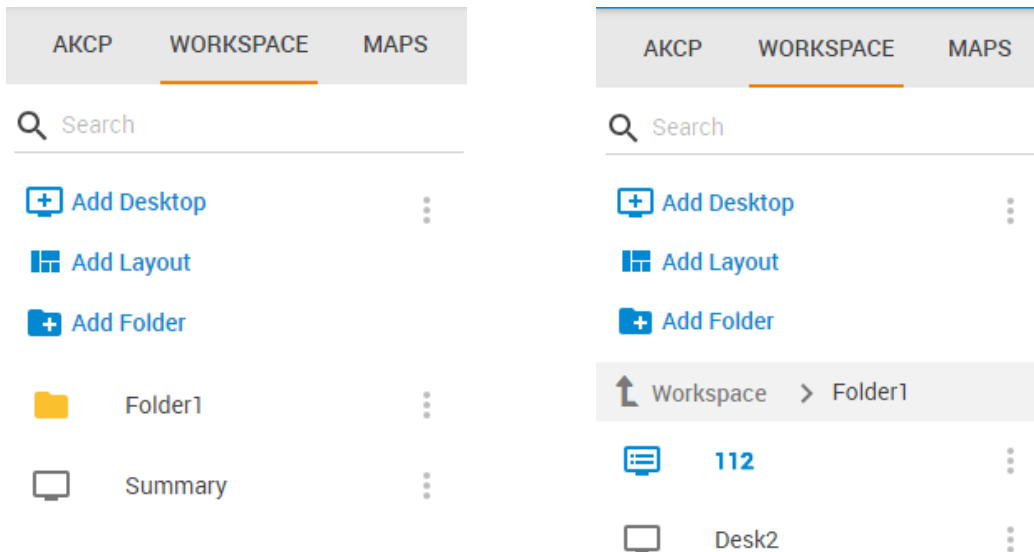 AKCP WORKSPACE MAPS
Search
Add Desktop
Add Layout
Add Folder
Folder1
Summary
AKCP WORKSPACE MAPS
Search
Add Desktop
Add Layout
Add Folder
Workspace > Folder1
112
Desk2